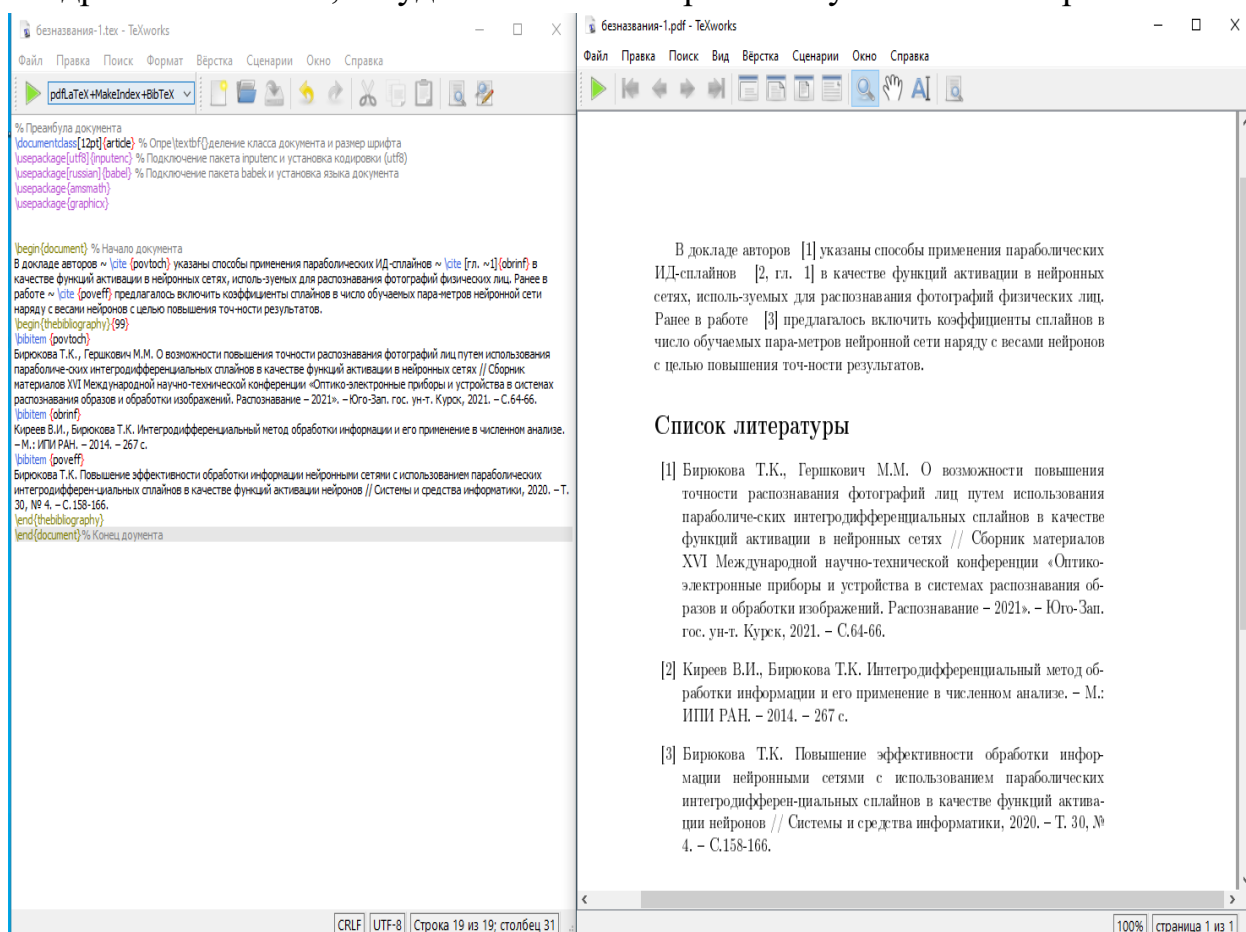 безназвания-1.tex - TeXworks
Файл Правка Поиск Формат Вёрстка Сценарии Окно Справка
pdfLaTeX+MakeIndex+BibTeX
% Преамбула документа
\documentclass[12pt]{article} % Опре\textbf{}деление класса документа и размер шрифта
\usepackage[utf8]{inputenc} % Подключение пакета inputenc и установка кодировки (utf8)
\usepackage[russian]{babel} % Подключение пакета babek и установка языка документа
\usepackage{amsmath}
\usepackage{graphicx}
\begin{document} % Начало документа
В докладе авторов ~ \cite {povtoch} указаны способы применения параболических ИД-сплайнов ~ \cite [гл. ~1]{obrinf} в
качестве функций активации в нейронных сетях, исполь-зуемых для распознавания фотографий физических лиц. Ранее в
работе ~ \cite {poveff} предлагалось включить коэффициенты сплайнов в число обучаемых пара-метров нейронной сети
наряду с весами нейронов с целью повышения точ-ности результатов.
\begin{thebibliography}{99}
\bibitem {povtoch}
Бирюкова Т.К., Гершкович М.М. О возможности повышения точности распознавания фотографий лиц путем использования
параболиче-ских интегродифференциальных сплайнов в качестве функций активации в нейронных сетях // Сборник
материалов XVI Международной научно-технической конференции «Оптико-электронные приборы и устройства в системах
распознавания образов и обработки изображений. Распознавание – 2021». – Юго-Зап. гос. ун-т. Курск, 2021. – С.64-66.
\bibitem {obrinf}
Киреев В.И., Бирюкова Т.К. Интегродифференциальный метод обработки информации и его применение в численном анализе.
– М.: ИПИ РАН. – 2014. – 267 с.
\bibitem {poveff}
Бирюкова Т.К. Повышение эффективности обработки информации нейронными сетями с использованием параболических
интегродифферен-циальных сплайнов в качестве функций активации нейронов // Системы и средства информатики, 2020. – Т.
30, № 4. – С.158-166.
\end{thebibliography}
\end{document}% Конец доумента
CRLF UTF-8 Строка 19 из 19; столбец 31
безназвания-1.pdf - TeXworks
Файл Правка Поиск Вид Вёрстка Сценарии Окно Справка
В докладе авторов [1] указаны способы применения параболических
ИД-сплайнов [2, гл. 1] в качестве функций активации в нейронных
сетях, исполь-зуемых для распознавания фотографий физических лиц.
Ранее в работе [3] предлагалось включить коэффициенты сплайнов в
число обучаемых пара-метров нейронной сети наряду с весами нейронов
с целью повышения точ-ности результатов.
Список литературы
[1] Бирюкова Т.К., Гершкович М.М. О возможности повышения
точности распознавания фотографий лиц путем использования
параболиче-ских интегродифференциальных сплайнов в качестве
функций активации в нейронных сетях // Сборник материалов
XVI Международной научно-технической конференции «Оптико-
электронные приборы и устройства в системах распознавания об-
разов и обработки изображений. Распознавание – 2021». – Юго-Зап.
гос. ун-т. Курск, 2021. – С.64-66.
[2] Киреев В.И., Бирюкова Т.К. Интегродифференциальный метод об-
работки информации и его применение в численном анализе. – М.:
ИПИ РАН. – 2014. – 267 с.
[3] Бирюкова Т.К. Повышение эффективности обработки инфор-
мации нейронными сетями с использованием параболических
интегродифферен-циальных сплайнов в качестве функций актива-
ции нейронов // Системы и средства информатики, 2020. – Т. 30, №
4. – С.158-166.
100% страница 1 из 1